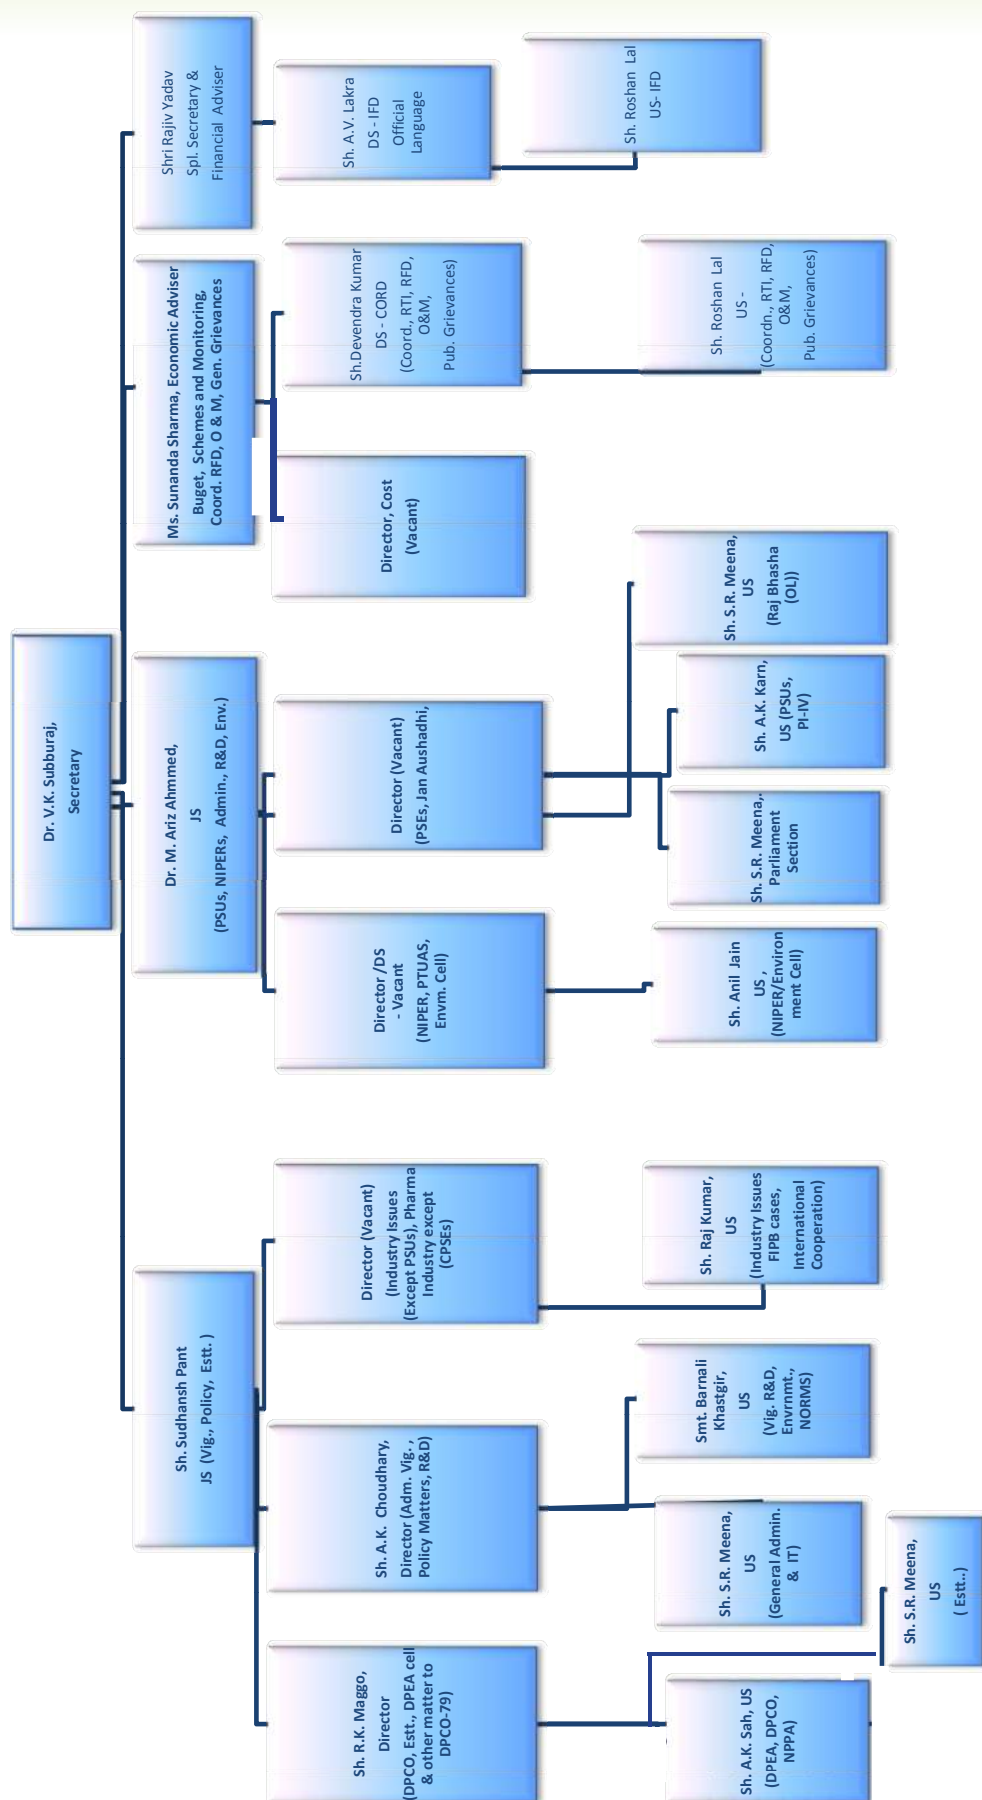 Dr. V.K. Subburaj,
Secretary
Sh. Sudhansh Pant
JS (Vig., Policy, Estt. )
Dr. M. Ariz Ahmmed,
JS
(PSUs, NIPERs, Admin., R&D, Env.)
Ms. Sunanda Sharma, Economic Adviser
Buget, Schemes and Monitoring,
Coord. RFD, O & M, Gen. Grievances
Shri Rajiv Yadav
Spl. Secretary &
Financial Adviser
Sh. R.K. Maggo,
Director
(DPCO, Estt., DPEA cell
& other matter to
DPCO-79)
Sh. A.K. Choudhary,
Director (Adm. Vig. ,
Policy Matters, R&D)
Director (Vacant)
(Industry Issues
(Except PSUs), Pharma
Industry except
(CPSEs)
Director /DS
- Vacant
(NIPER, PTUAS,
Envm. Cell)
Director (Vacant)
(PSEs, Jan Aushadhi,
Director, Cost
(Vacant)
Sh.Devendra Kumar
DS - CORD
(Coord., RTI, RFD,
O&M,
Pub. Grievances)
Sh. A.V. Lakra
DS - IFD
Official
Language
Sh. A.K. Sah, US
(DPEA, DPCO,
NPPA)
Sh. S.R. Meena,
US
(General Admin.
& IT)
Smt. Barnali
Khastgir,
US
(Vig. R&D,
Envrnmt.,
NORMS)
Sh. Raj Kumar,
US
(Industry Issues
FIPB cases,
International
Cooperation)
Sh. Anil Jain
US ,
(NIPER/Environ
ment Cell)
Sh. S.R. Meena,.
Parliament
Section
Sh. A.K. Karn,
US (PSUs,
PI-IV)
Sh. S.R. Meena,
US
(Raj Bhasha
(OL))
Sh. Roshan Lal
US -
(Coordn., RTI, RFD,
O&M,
Pub. Grievances)
Sh. Roshan Lal
US- IFD
Sh. S.R. Meena,
US
( Estt..)